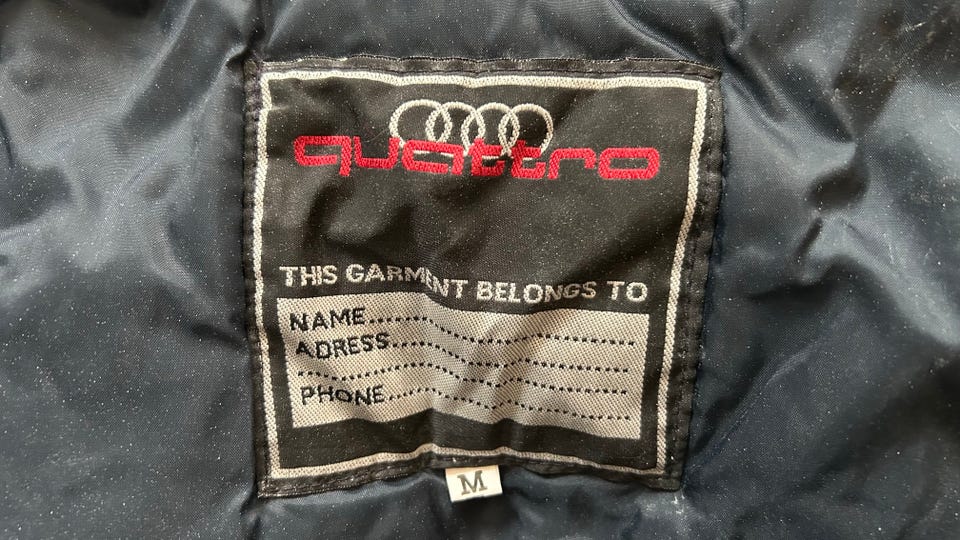 quattro
THIS GARMENT BELONGS TO
NAME..............................
ADRESS..............................
..............................
PHONE..............................
M